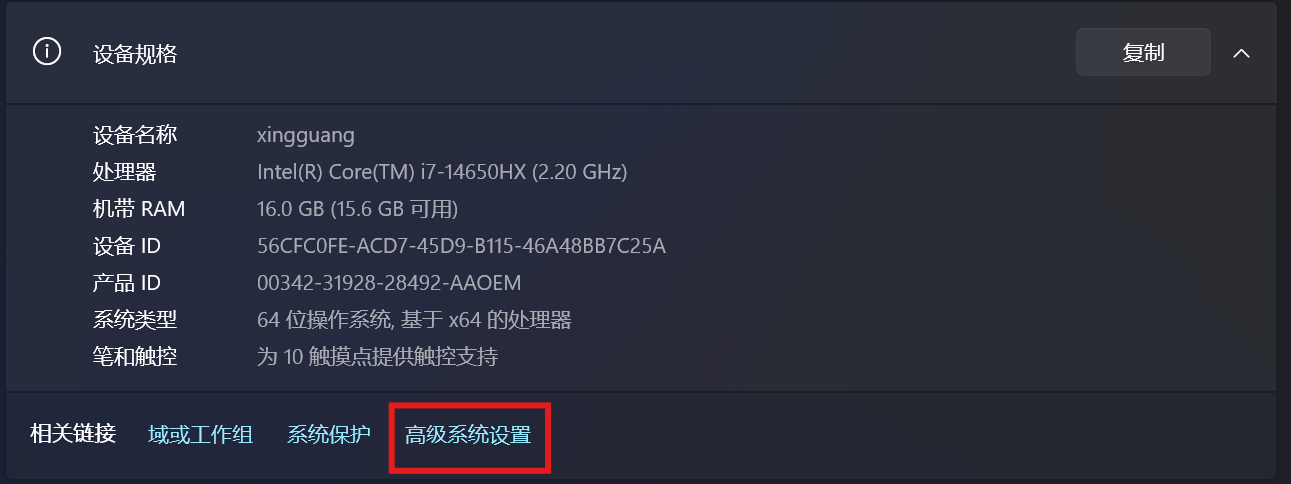 设备规格 复制
设备名称 xingguang
处理器 Intel(R) Core(TM) i7-14650HX (2.20 GHz)
机带 RAM 16.0 GB (15.6 GB 可用)
设备 ID 56CFC0FE-ACD7-45D9-B115-46A48BB7C25A
产品 ID 00342-31928-28492-AAOEM
系统类型 64 位操作系统, 基于 x64 的处理器
笔和触控 为 10 触摸点提供触控支持
相关链接 域或工作组 系统保护 高级系统设置